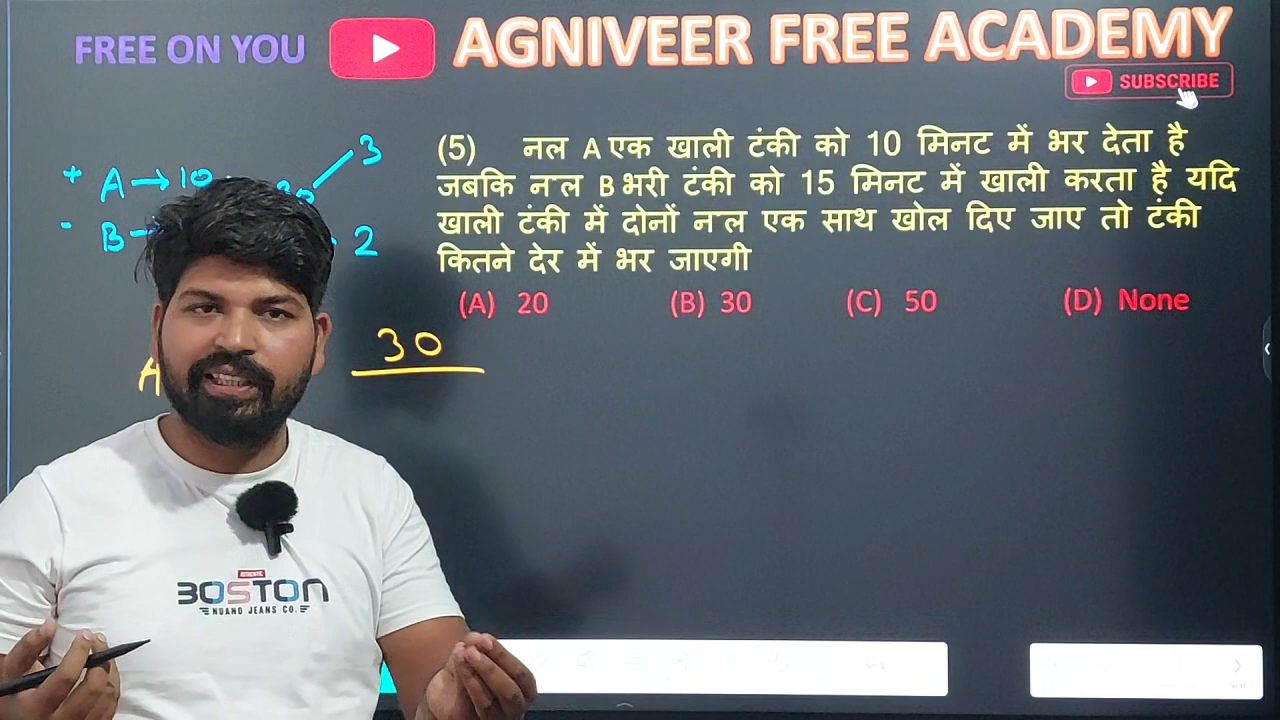 FREE ON YOU
AGNIVEER FREE ACADEMY
SUBSCRIBE
(5) नल A एक खाली टंकी को 10 मिनट में भर देता है
जबकि नल B भरी टंकी को 15 मिनट में खाली करता है यदि
खाली टंकी में दोनों नल एक साथ खोल दिए जाए तो टंकी
कितने देर में भर जाएगी
(A) 20 (B) 30 (C) 50 (D) None
3
+ A → 10
- B
2
30
A
BOSTON
NUANO JEANS CO.